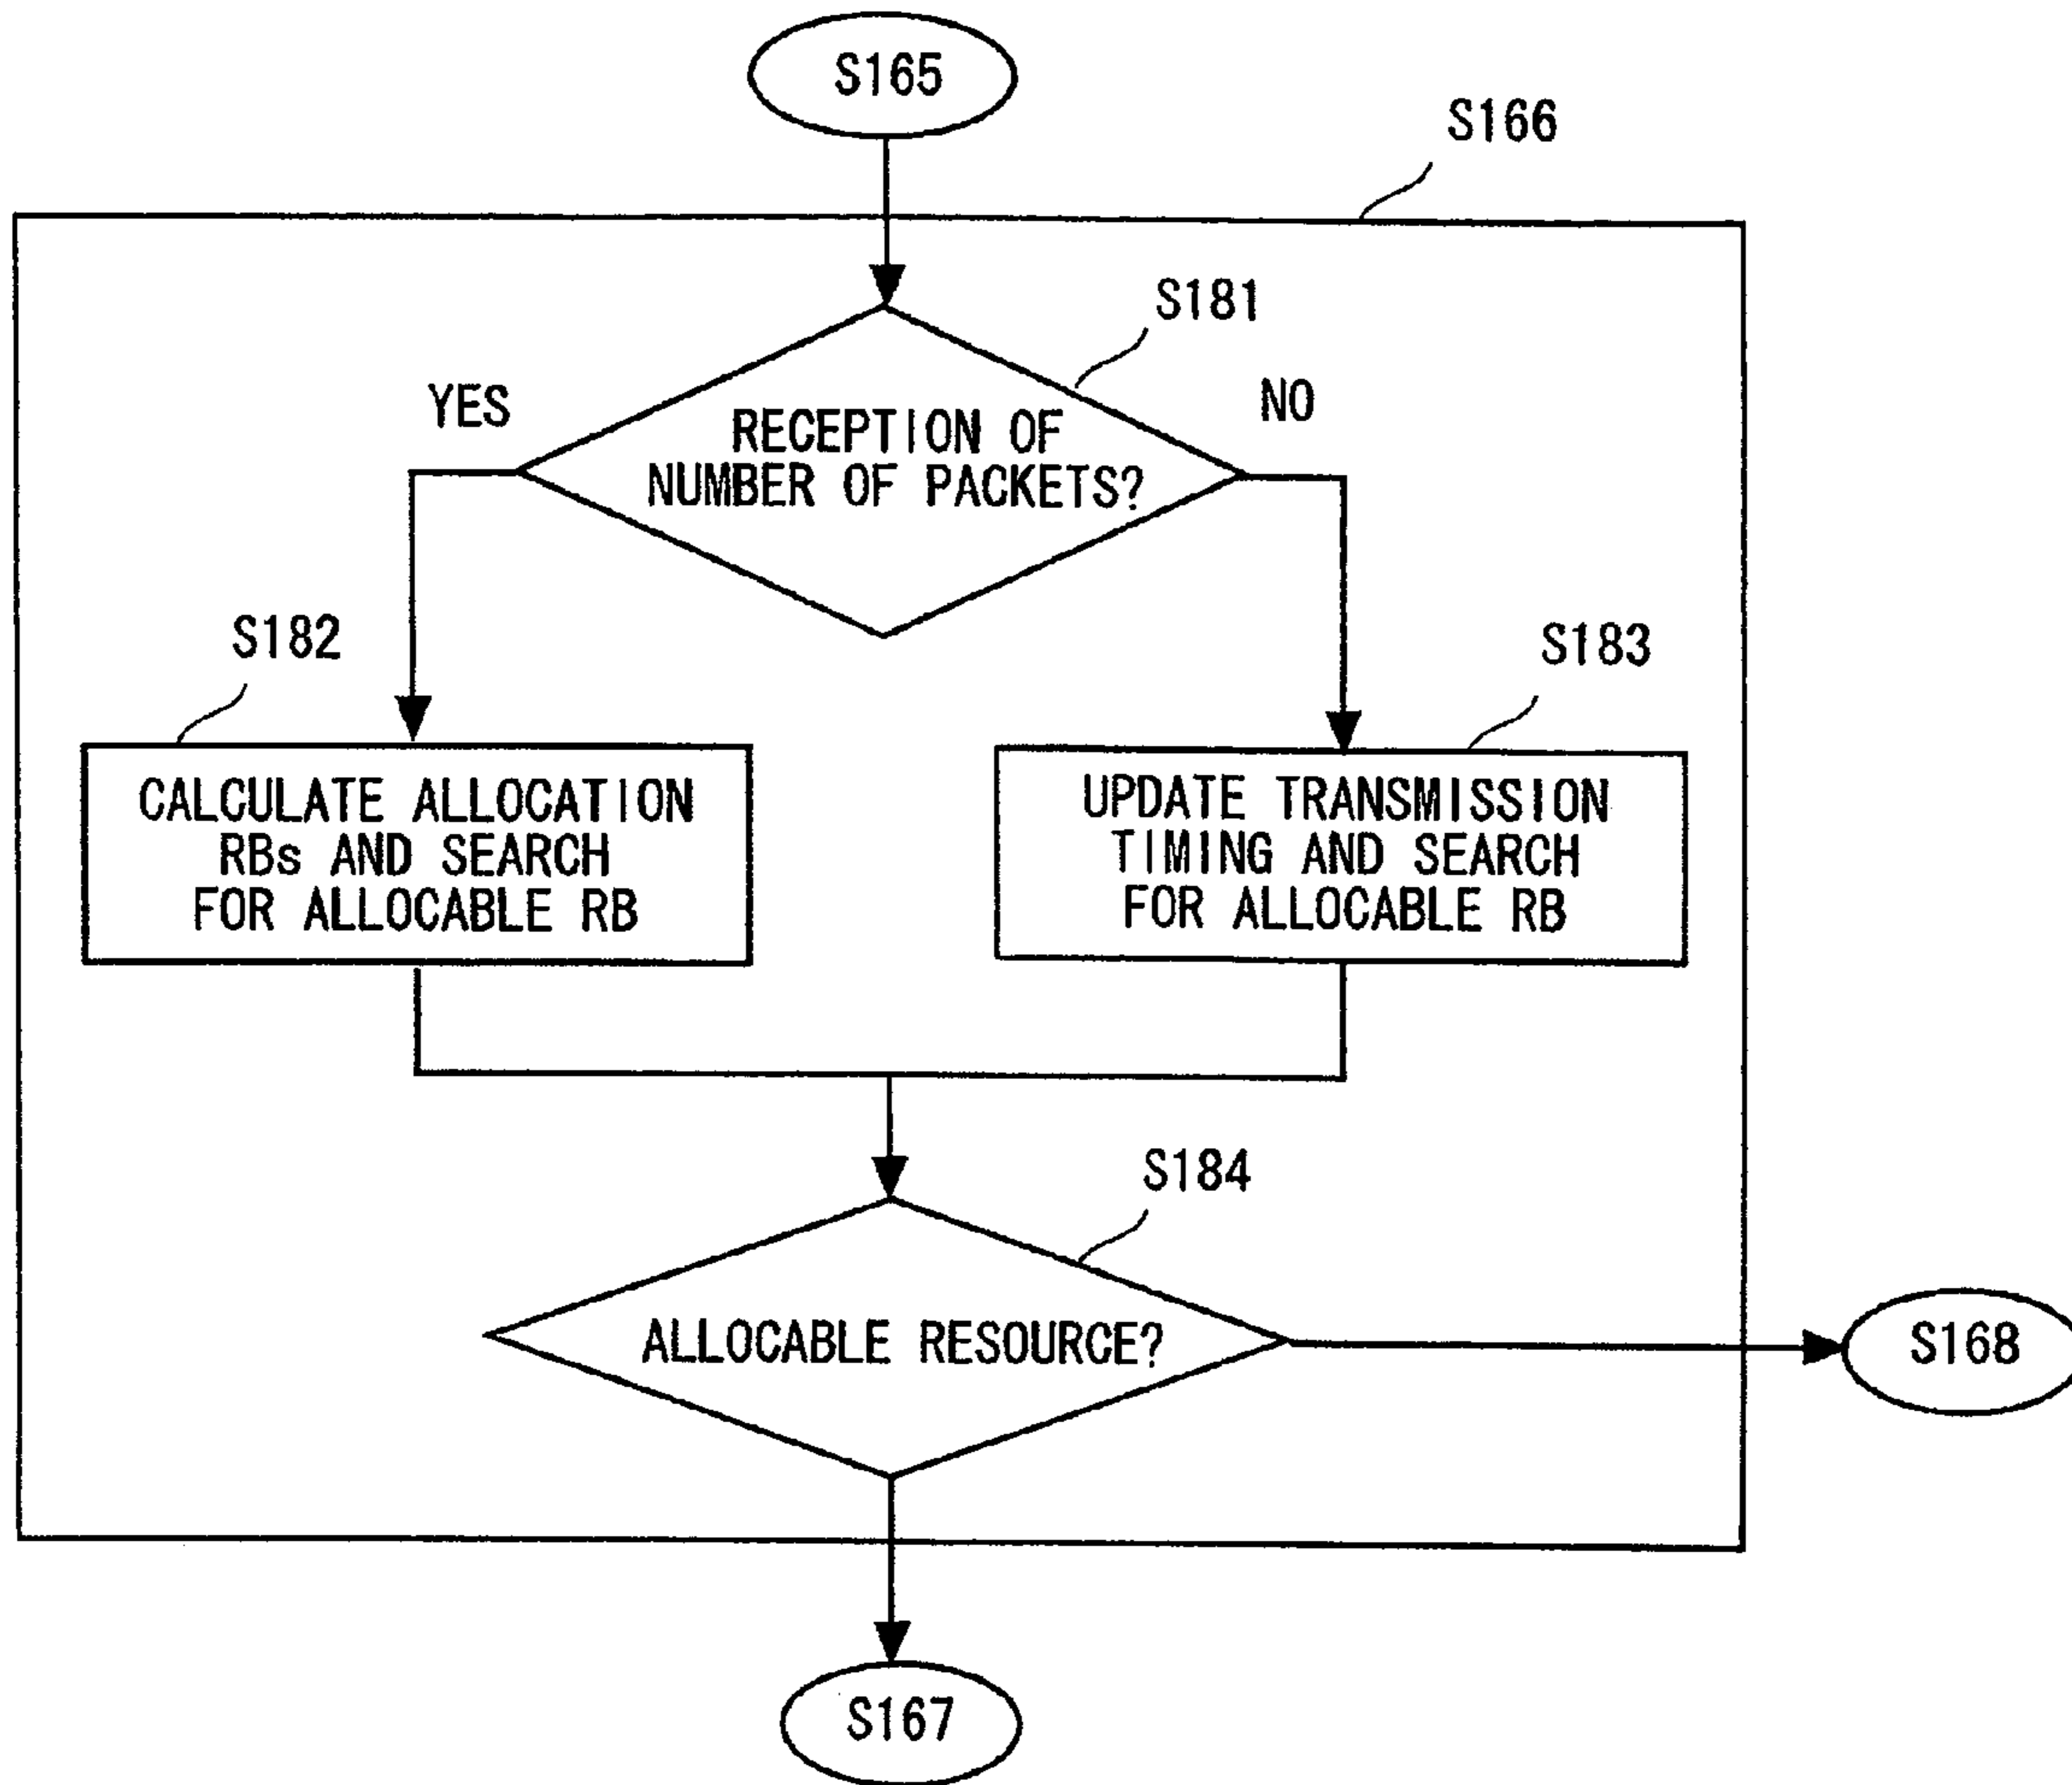 S165
S166
S181
YES
NO
RECEPTION OF
NUMBER OF PACKETS?
S182
S183
CALCULATE ALLOCATION
RBs AND SEARCH
FOR ALLOCABLE RB
UPDATE TRANSMISSION
TIMING AND SEARCH
FOR ALLOCABLE RB
S184
ALLOCABLE RESOURCE?
S168
S167